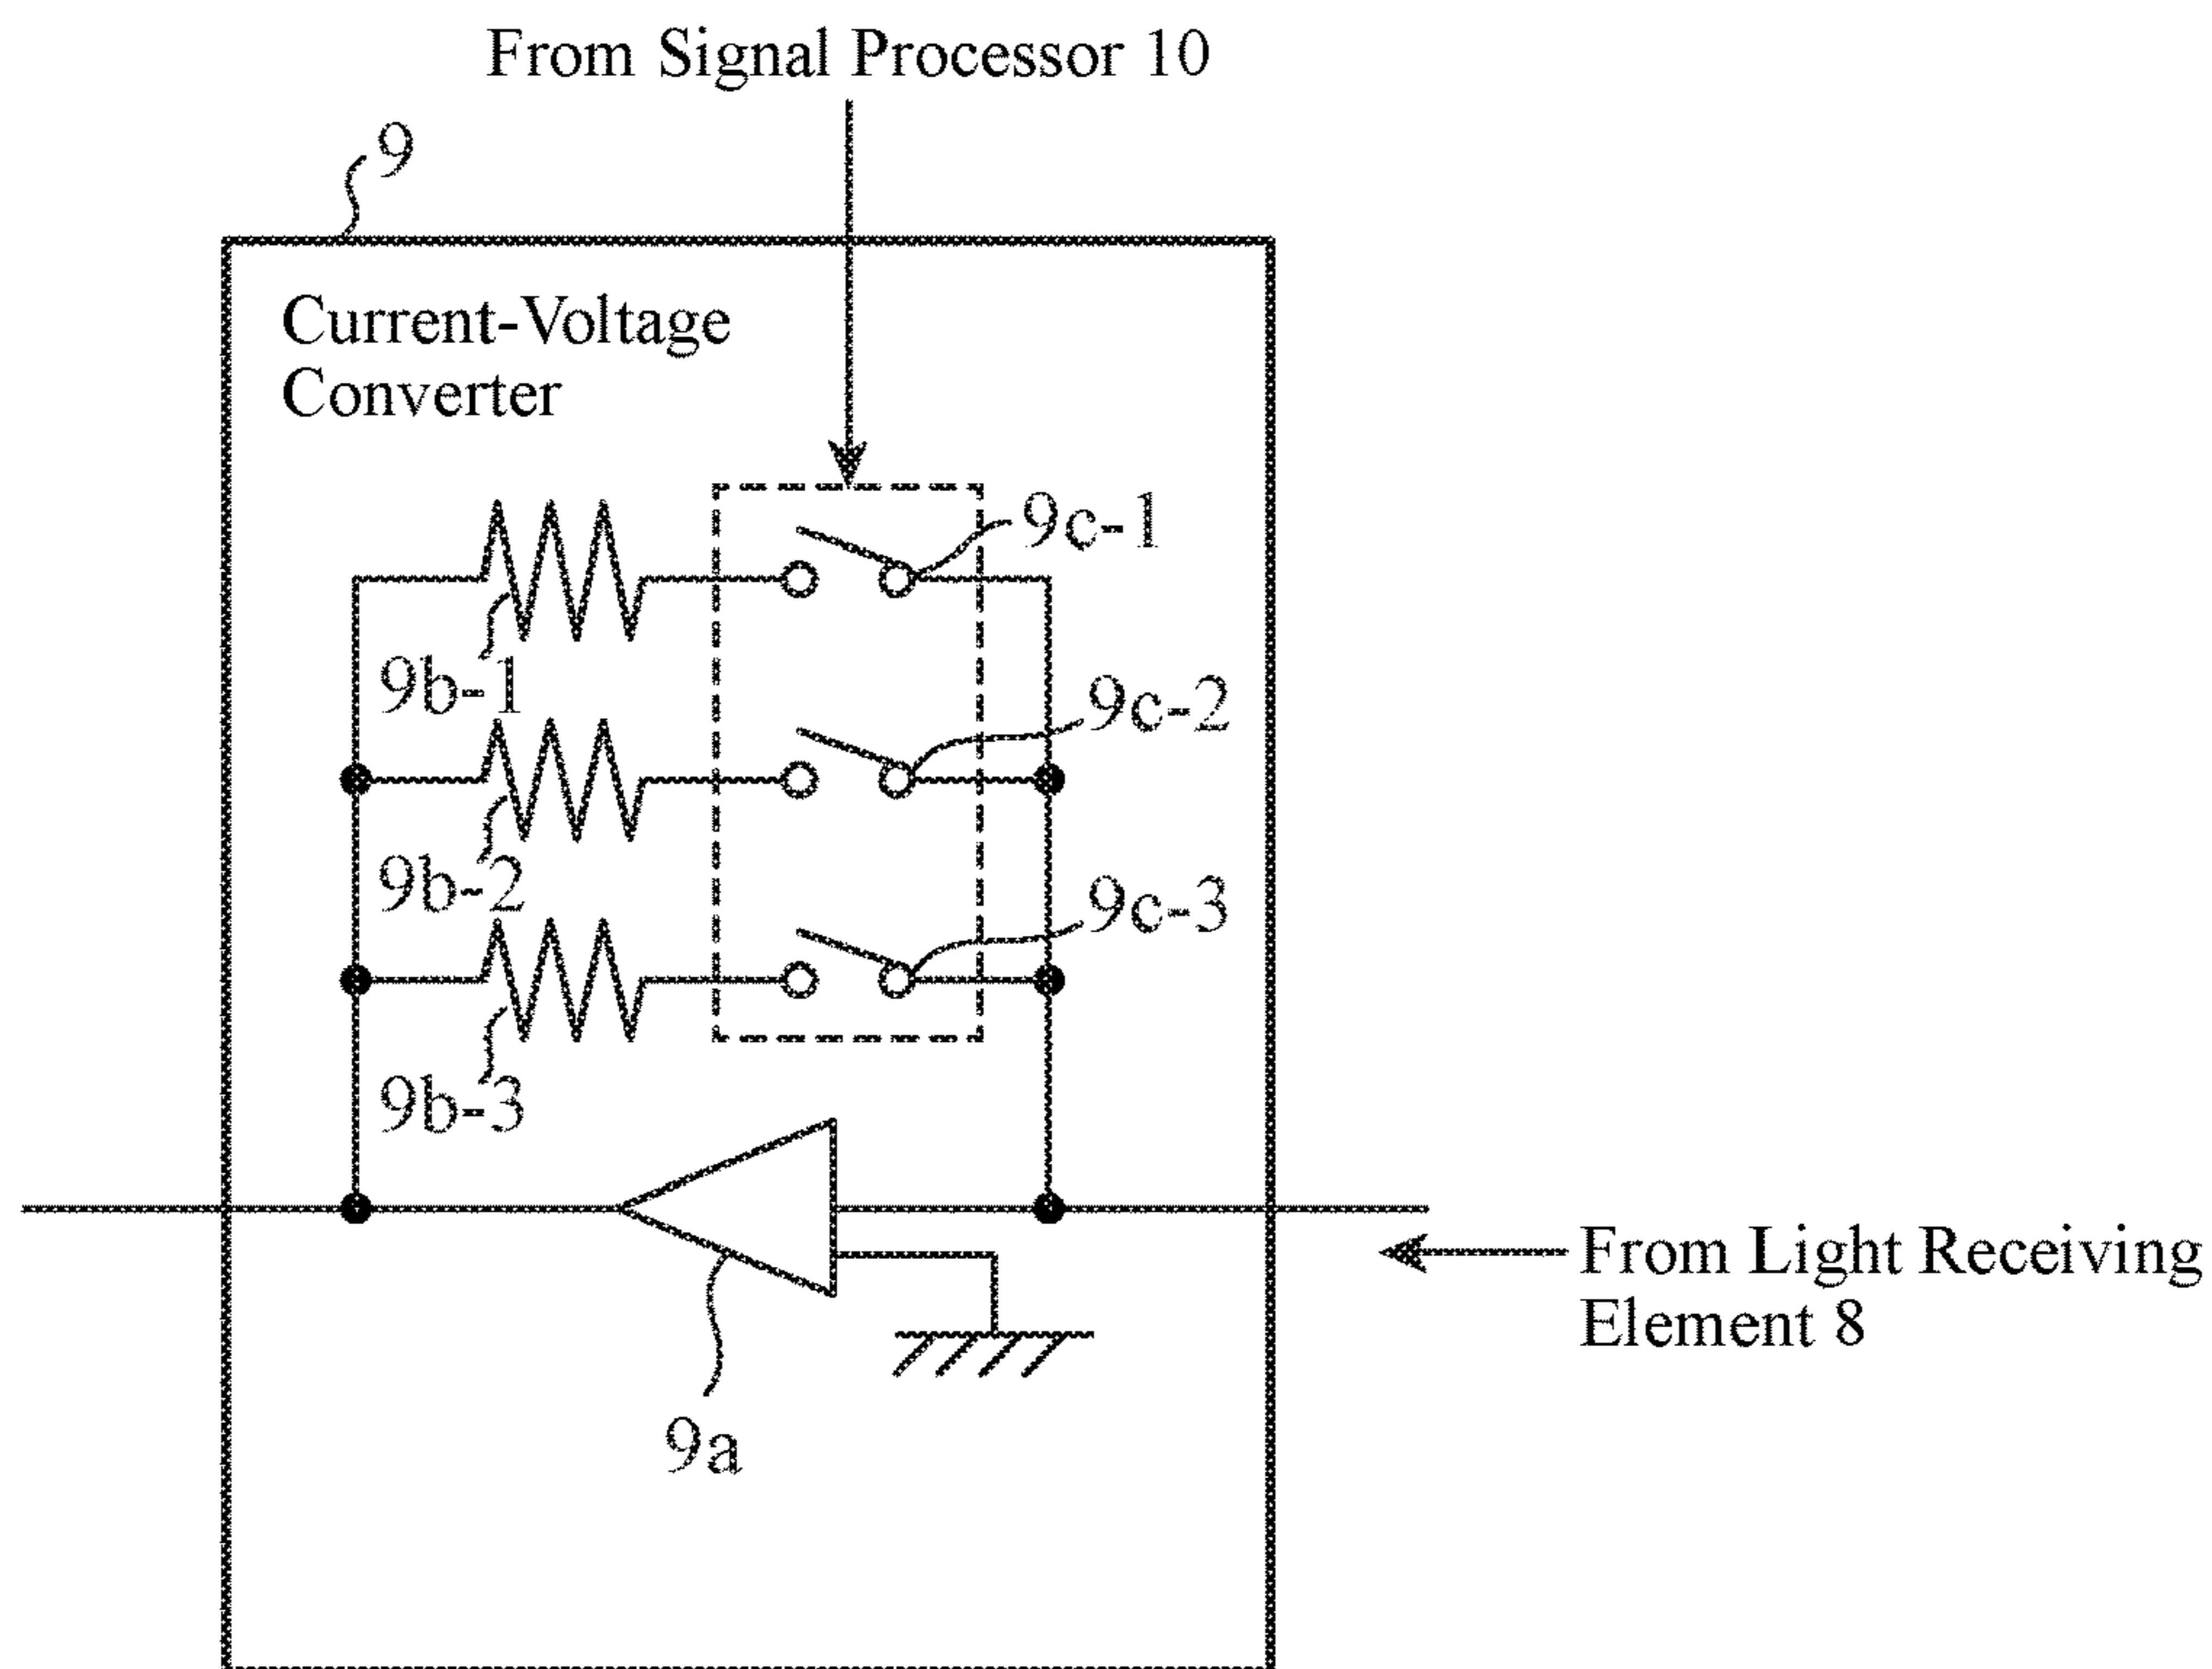 From Signal Processor 10
9
Current-Voltage
Converter
9c-1
9b-1
9c-2
9b-2
9c-3
9b-3
From Light Receiving
Element 8
9a